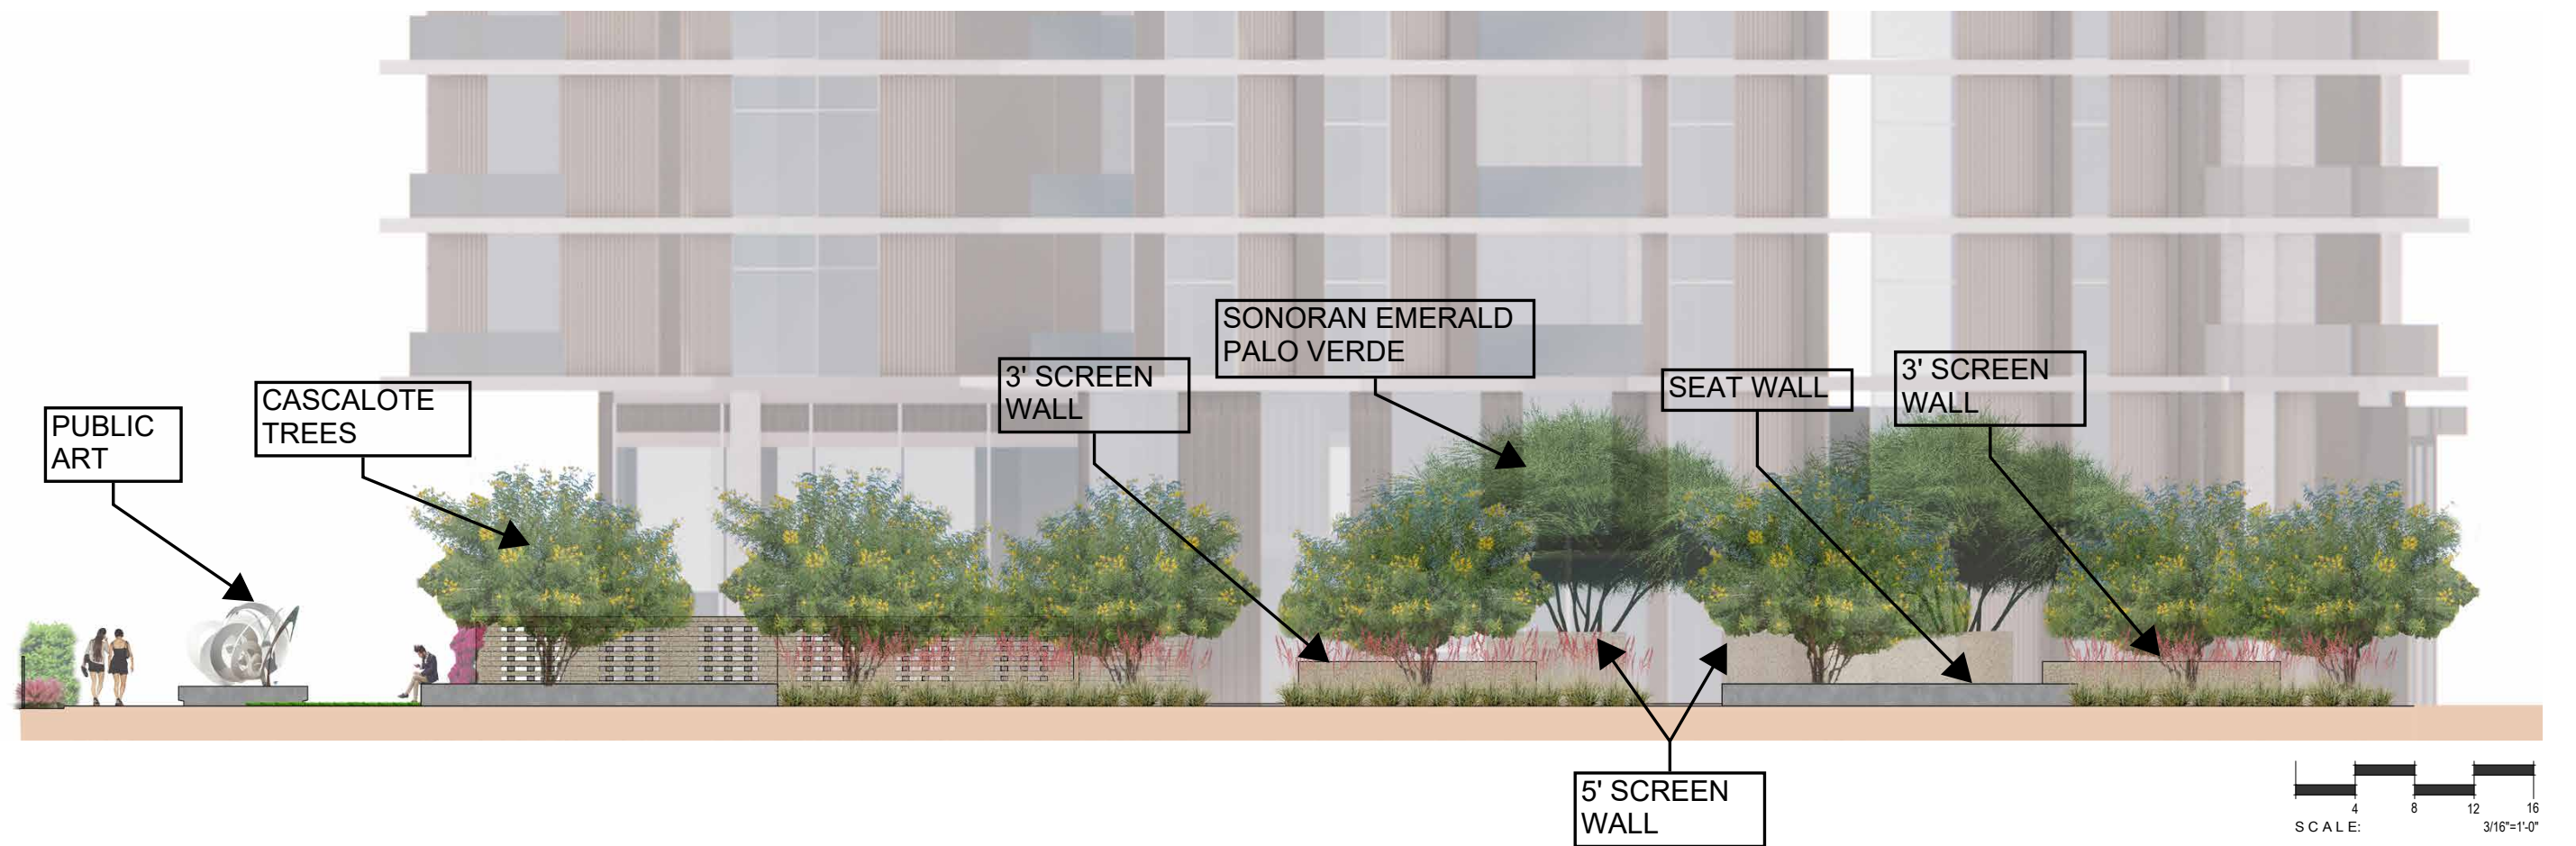 SONORAN EMERALD
PALO VERDE
3' SCREEN
WALL
SEAT WALL
3' SCREEN
WALL
CASCALOTE
TREES
PUBLIC
ART
5' SCREEN
WALL
4 8 12 16
SCALE: 3/16"=1'-0"